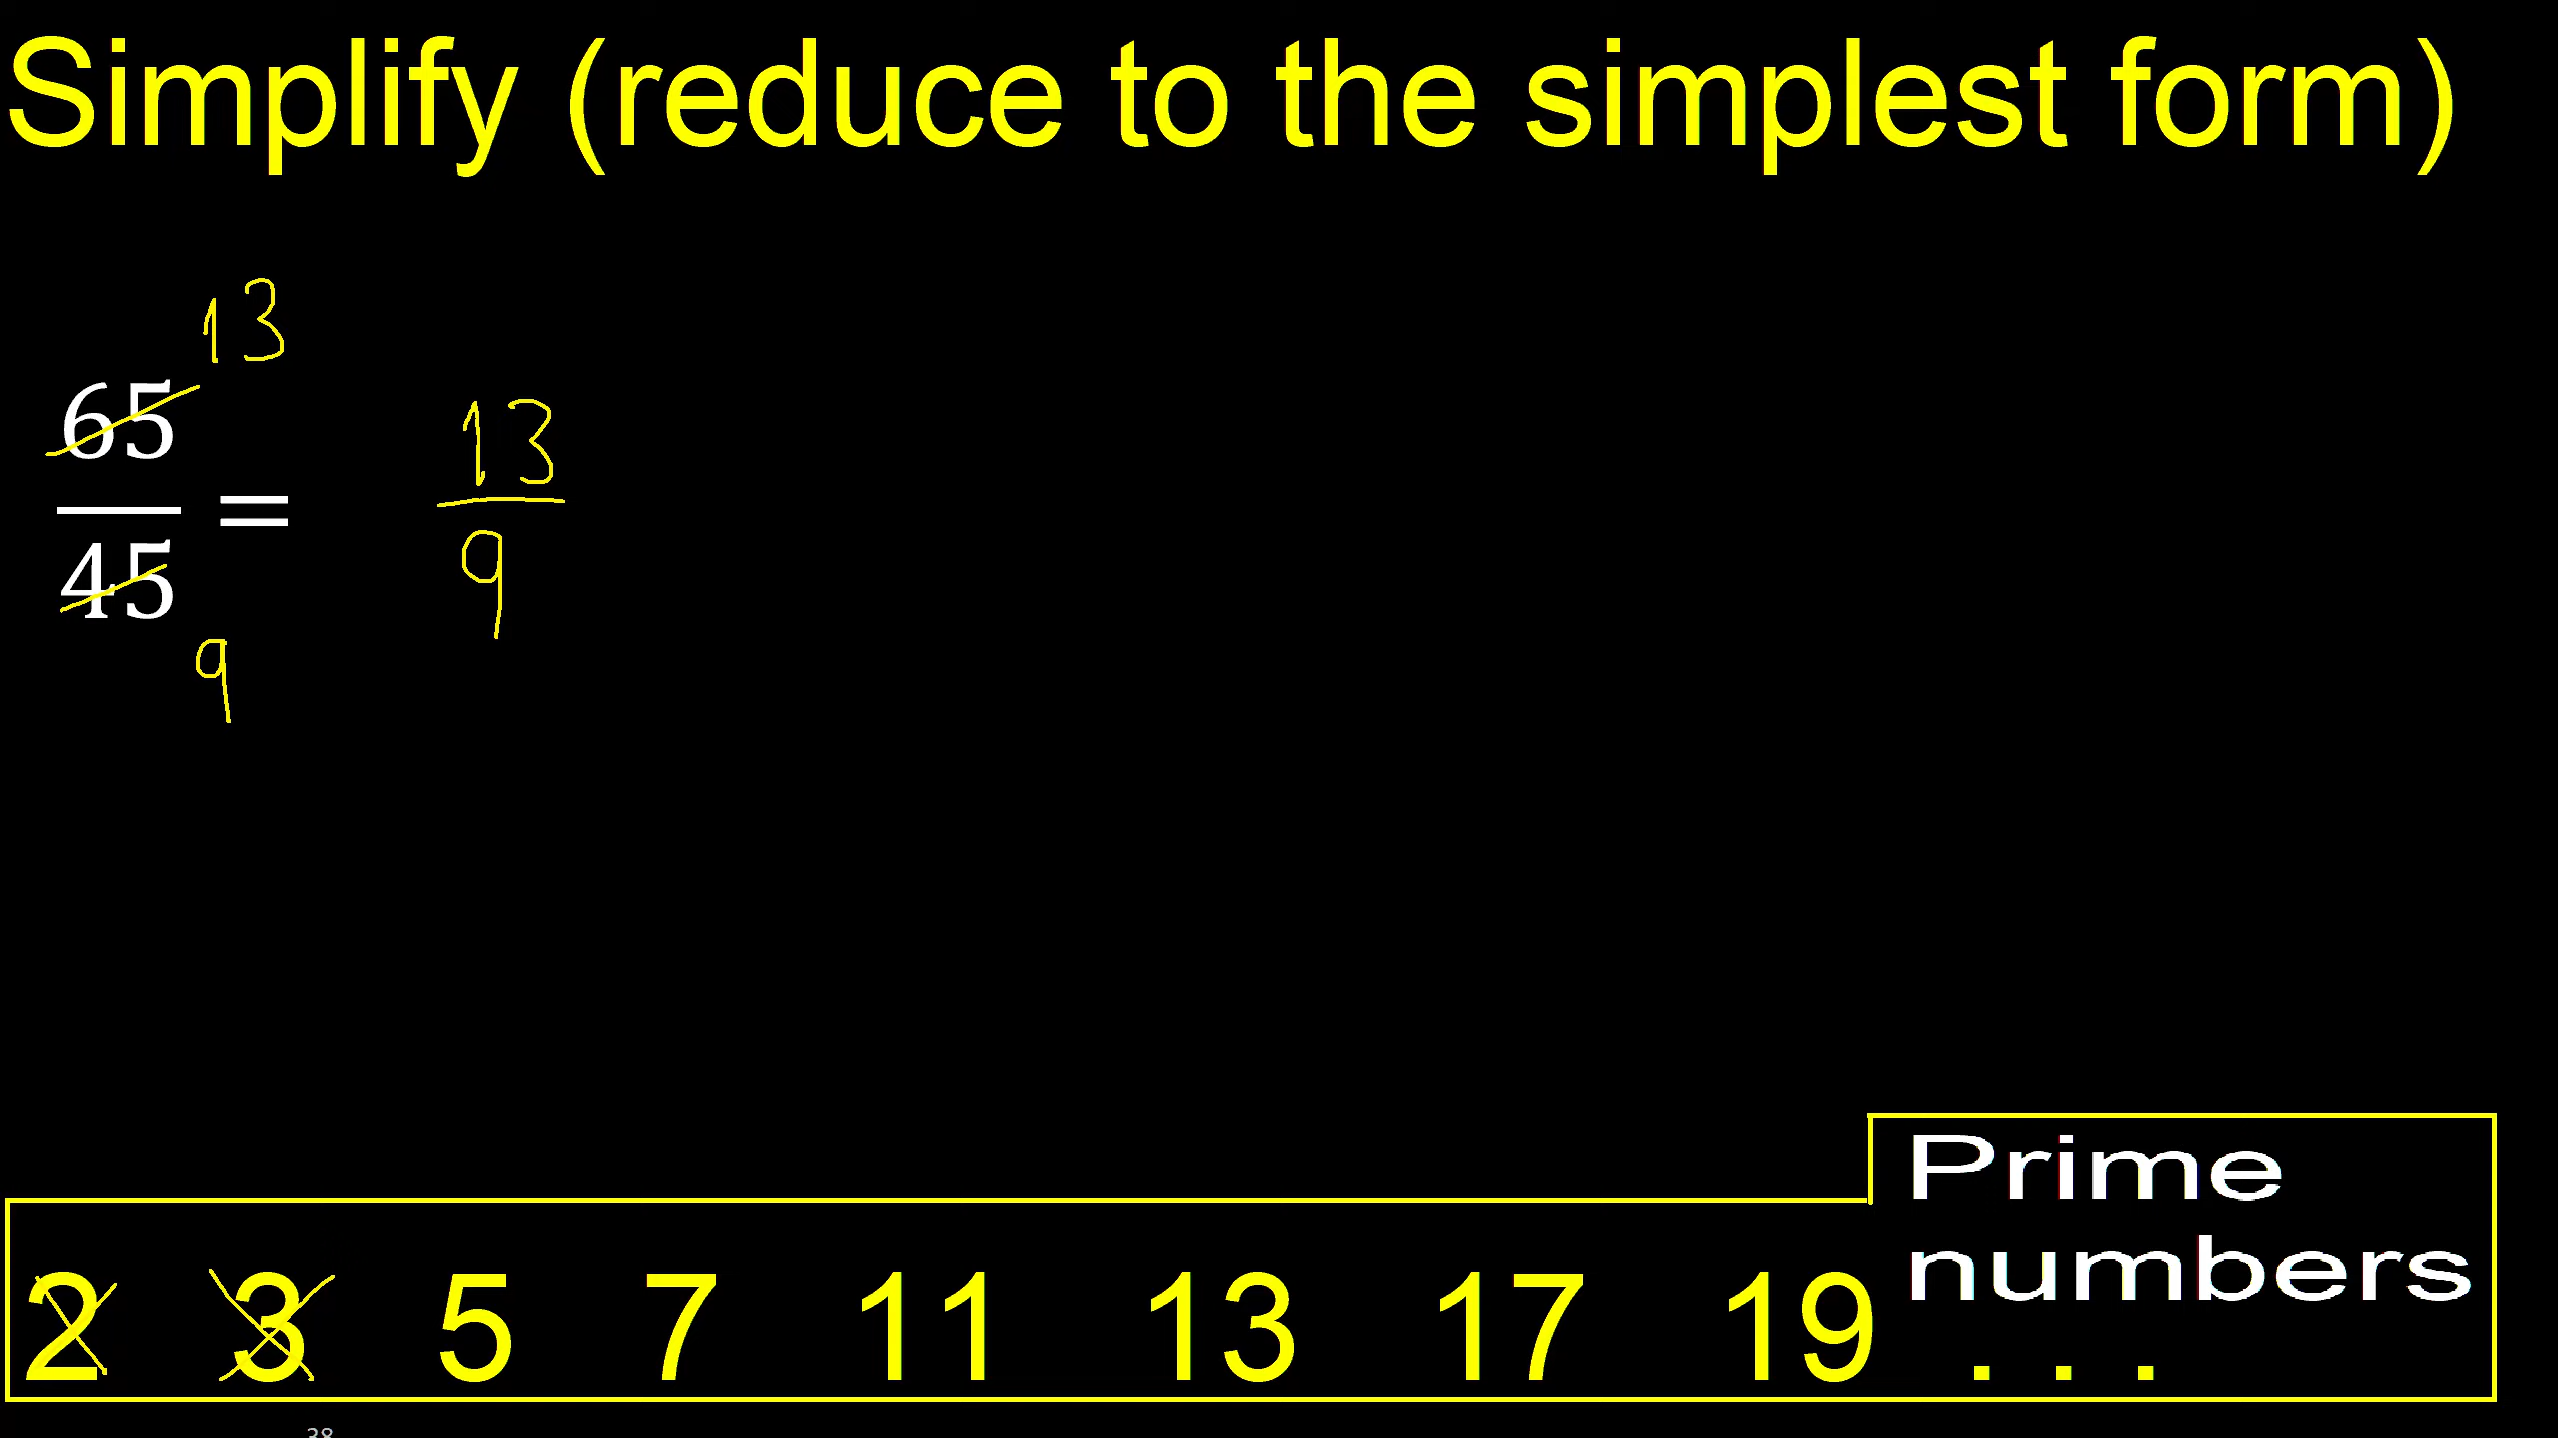 Simplify (reduce to the simplest form)
13
65
45
=
9
13
9
Prime
numbers
2 3 5 7 11 13 17 19 . . .